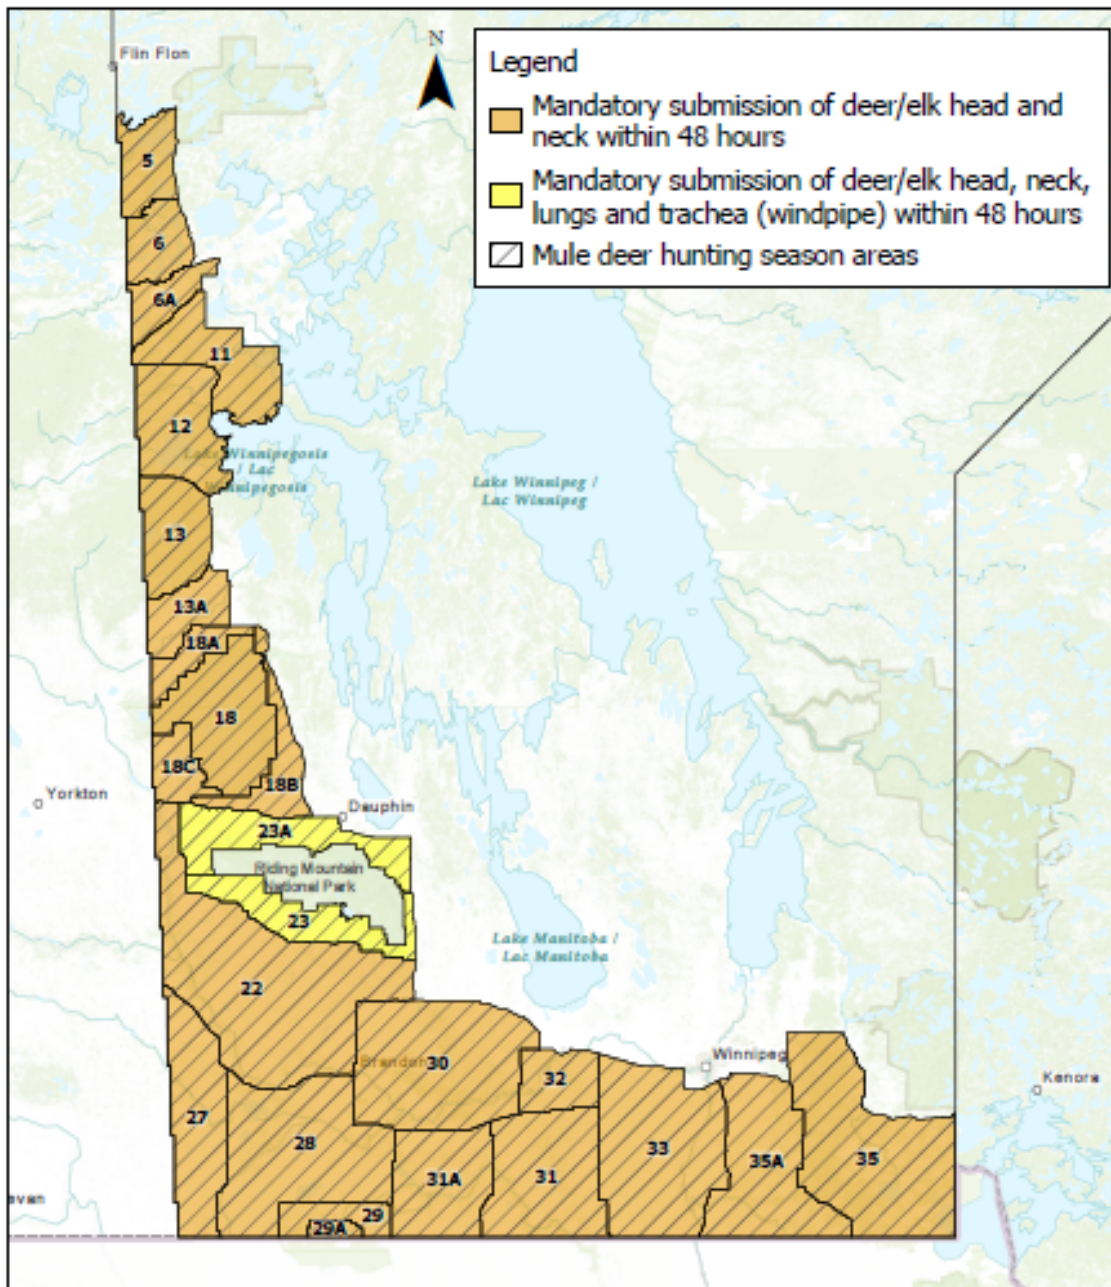 Flin Flon
N
Legend
Mandatory submission of deer/elk head and
neck within 48 hours
Mandatory submission of deer/elk head, neck,
lungs and trachea (windpipe) within 48 hours
Mule deer hunting season areas
5
6
6A
11
12
Lake Winnipegosis
/ Lac
Winnipegosis
Lake Winnipeg /
Lac Winnipeg
13
13A
18A
18
18C
18B
Yorkton
Dauphin
23A
Riding Mountain
National Park
23
Lake Manitoba /
Lac Manitoba
22
Brandon
30
32
Winnipeg
Kenora
27
28
31A
31
33
35A
35
evan
29A
29